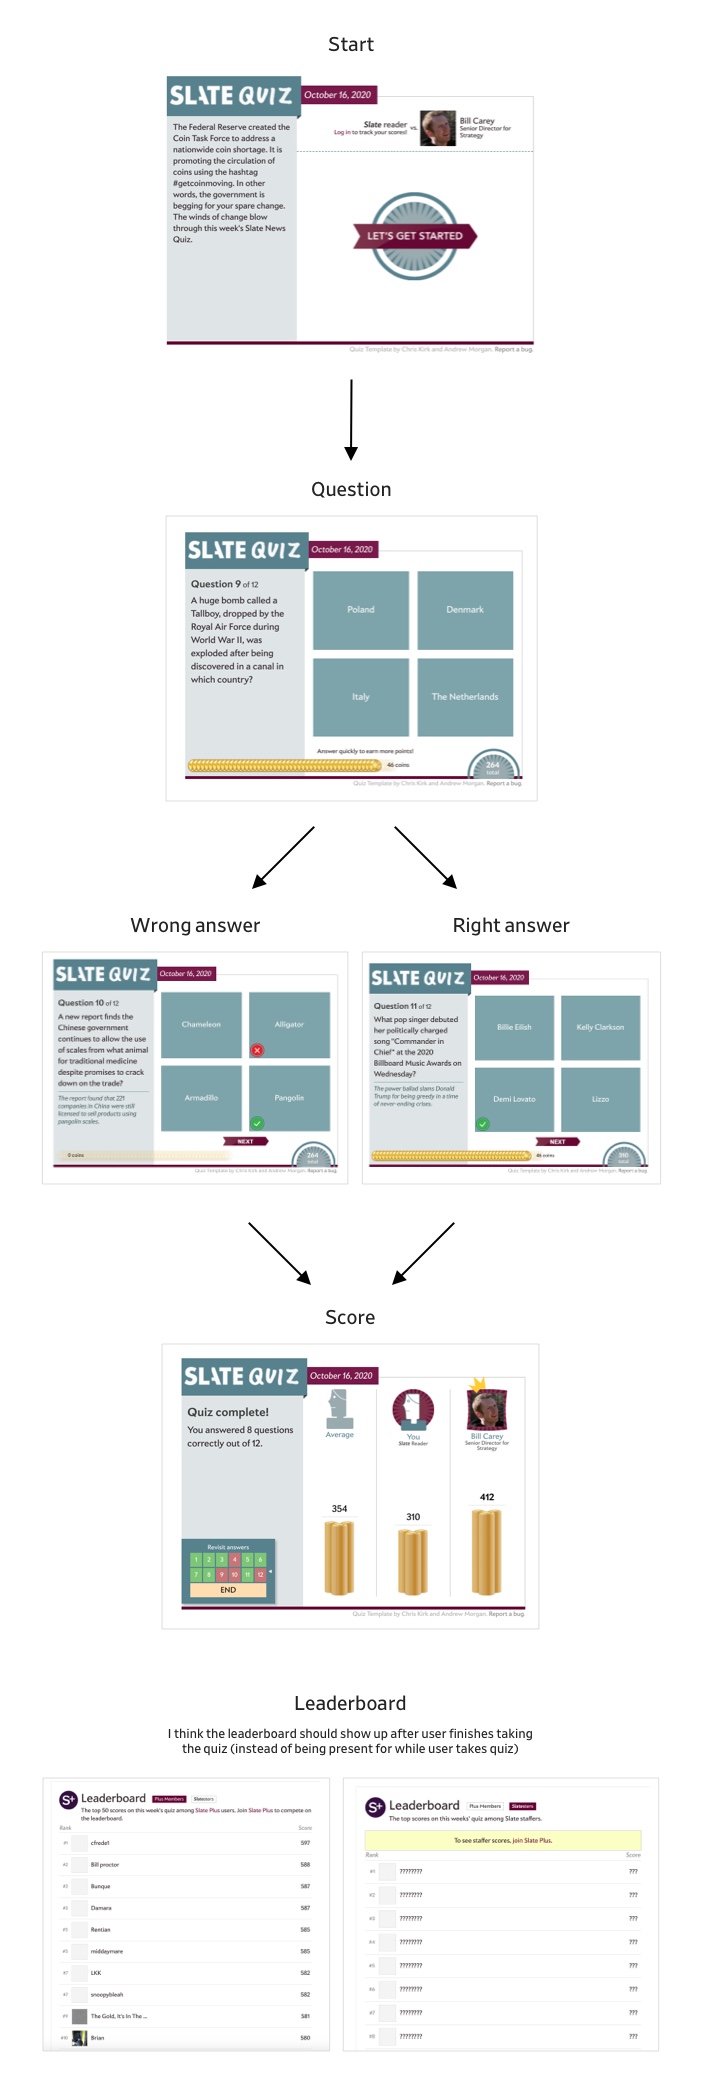 Start
SLATE QUIZ
October 16, 2020
The Federal Reserve created the
Coin Task Force to address a
nationwide coin shortage. It is
promoting the circulation of
coins using the hashtag
#getcoinmoving. In other
words, the government is
begging for your spare change.
The winds of change blow
through this week's Slate News
Quiz.
Slate reader
Log in to track your scores!
vs.
Bill Carey
Senior Director for
Strategy
LET'S GET STARTED
Quiz Template by Chris Kirk and Andrew Morgan. Report a bug.
Question
SLATE QUIZ
October 16, 2020
Question 9 of 12
A huge bomb called a
Tallboy, dropped by the
Royal Air Force during
World War II, was
exploded after being
discovered in a canal in
which country?
Poland
Denmark
Italy
The Netherlands
Answer quickly to earn more points!
46 coins
264
total
Quiz Template by Chris Kirk and Andrew Morgan. Report a bug.
Wrong answer
SLATE QUIZ
October 16, 2020
Question 10 of 12
A new report finds the
Chinese government
continues to allow the use
of scales from what animal
for traditional medicine
despite promises to crack
down on the trade?
The report found that 221
companies in China were still
licensed to sell products using
pangolin scales.
Chameleon
Alligator
Armadillo
Pangolin
NEXT
0 coins
264
total
Quiz Template by Chris Kirk and Andrew Morgan. Report a bug.
Right answer
SLATE QUIZ
October 16, 2020
Question 11 of 12
What pop singer debuted
her politically charged
song "Commander in
Chief" at the 2020
Billboard Music Awards on
Wednesday?
The power ballad slams Donald
Trump for being greedy in a time
of never-ending crises.
Billie Eilish
Kelly Clarkson
Demi Lovato
Lizzo
NEXT
46 coins
310
total
Quiz Template by Chris Kirk and Andrew Morgan. Report a bug.
Score
SLATE QUIZ
October 16, 2020
Quiz complete!
You answered 8 questions
correctly out of 12.
Average
You
Slate Reader
Bill Carey
Senior Director for
Strategy
354
310
412
Revisit answers
1 2 3 4 5 6
7 8 9 10 11 12
END
Quiz Template by Chris Kirk and Andrew Morgan. Report a bug.
Leaderboard
I think the leaderboard should show up after user finishes taking
the quiz (instead of being present for while user takes quiz)
S+ Leaderboard Plus Members Slatesters
The top 50 scores on this week's quiz among Slate Plus users. Join Slate Plus to compete on
the leaderboard.
Rank Score
#1 cfrede1 597
#2 Bill proctor 588
#3 Bunque 587
#3 Damara 587
#5 Rentian 585
#5 middaymare 585
#7 LKK 582
#7 snoopybleah 582
#9 The Gold, It's In The ... 581
#10 Brian 580
S+ Leaderboard Plus Members Slatesters
The top scores on this weeks' quiz among Slate staffers.
To see staffer scores, join Slate Plus.
Rank Score
#1 ???????? ???
#2 ???????? ???
#3 ???????? ???
#4 ???????? ???
#5 ???????? ???
#6 ???????? ???
#7 ???????? ???
#8 ???????? ???